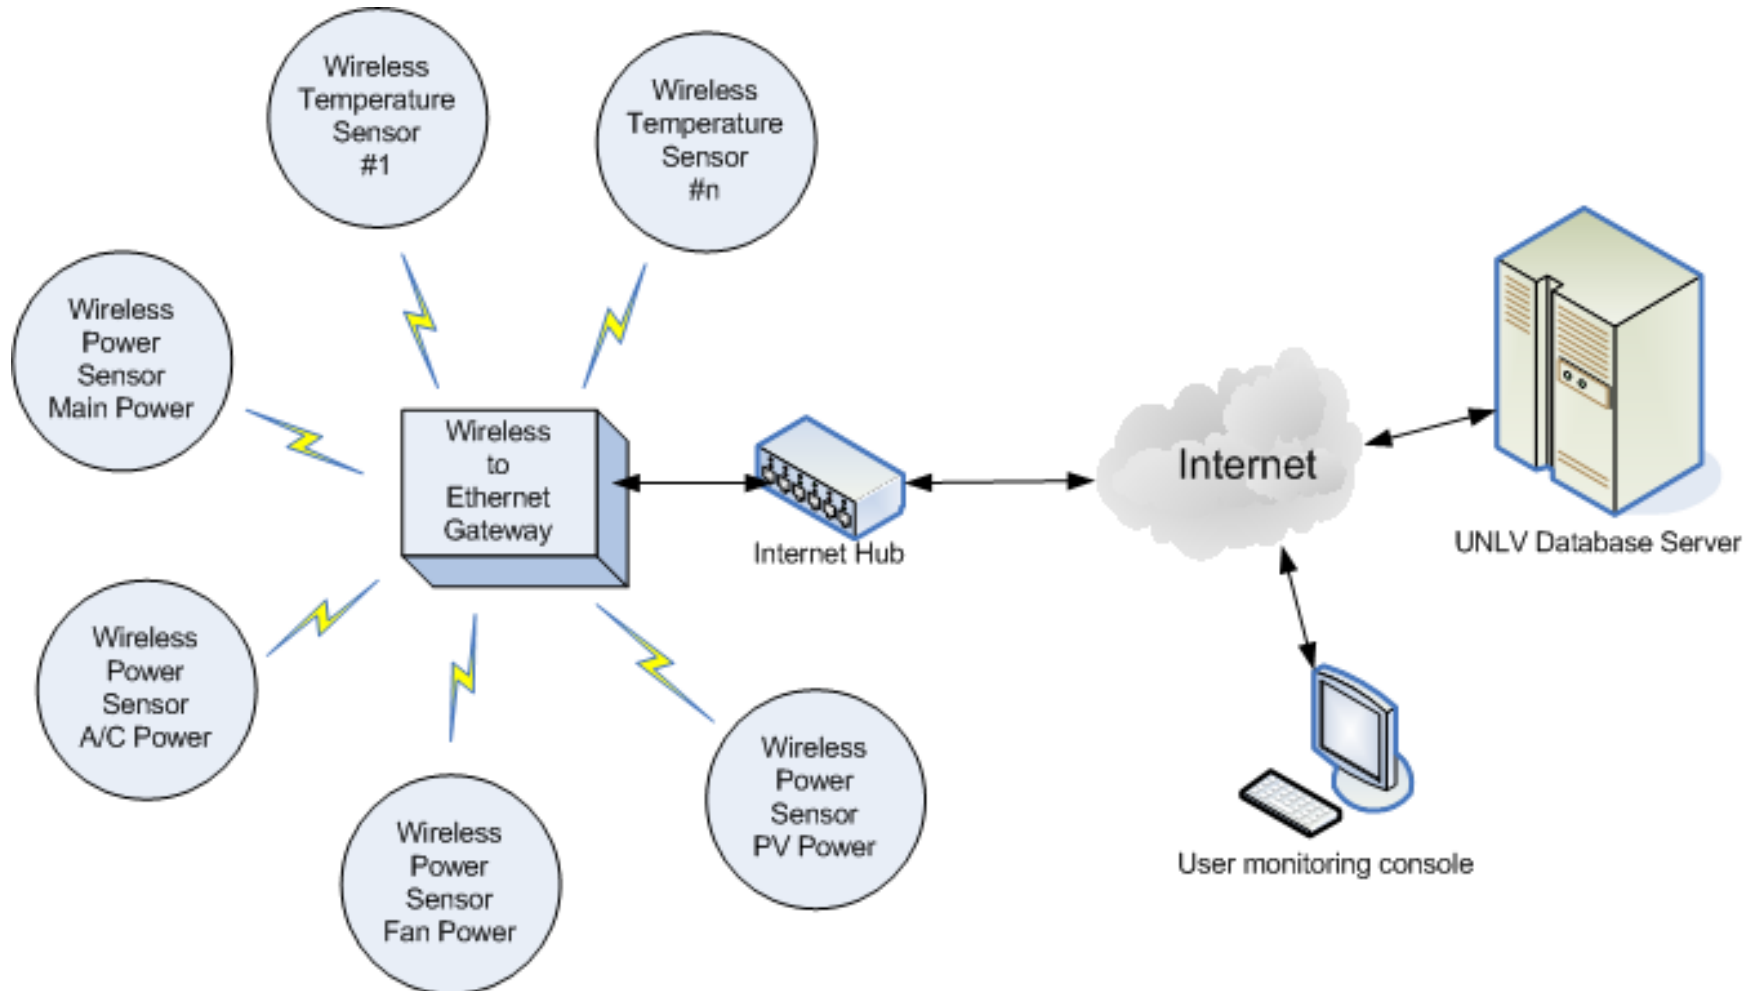 Wireless
Temperature
Sensor
#1
Wireless
Temperature
Sensor
#n
Wireless
Power
Sensor
Main Power
Wireless
to
Ethernet
Gateway
Internet Hub
Internet
UNLV Database Server
Wireless
Power
Sensor
A/C Power
Wireless
Power
Sensor
Fan Power
Wireless
Power
Sensor
PV Power
User monitoring console